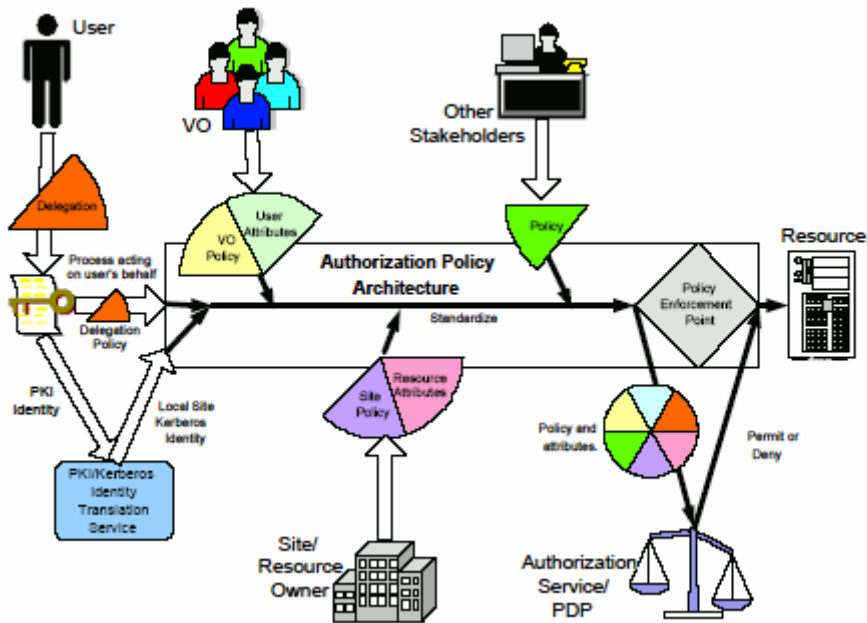 User
VO
Other
Stakeholders
Delegation
User
Attributes
VO
Policy
Policy
Resource
Process acting
on user's behalf
Authorization Policy
Architecture
Policy
Enforcement
Point
Standardize
Delegation
Policy
PKI
Identity
Local Site
Kerberos
Identity
Site
Policy
Resource
Attributes
Policy and
attributes.
Permit or
Deny
PKI/Kerberos
Identity
Translation
Service
Site/
Resource
Owner
Authorization
Service/
PDP